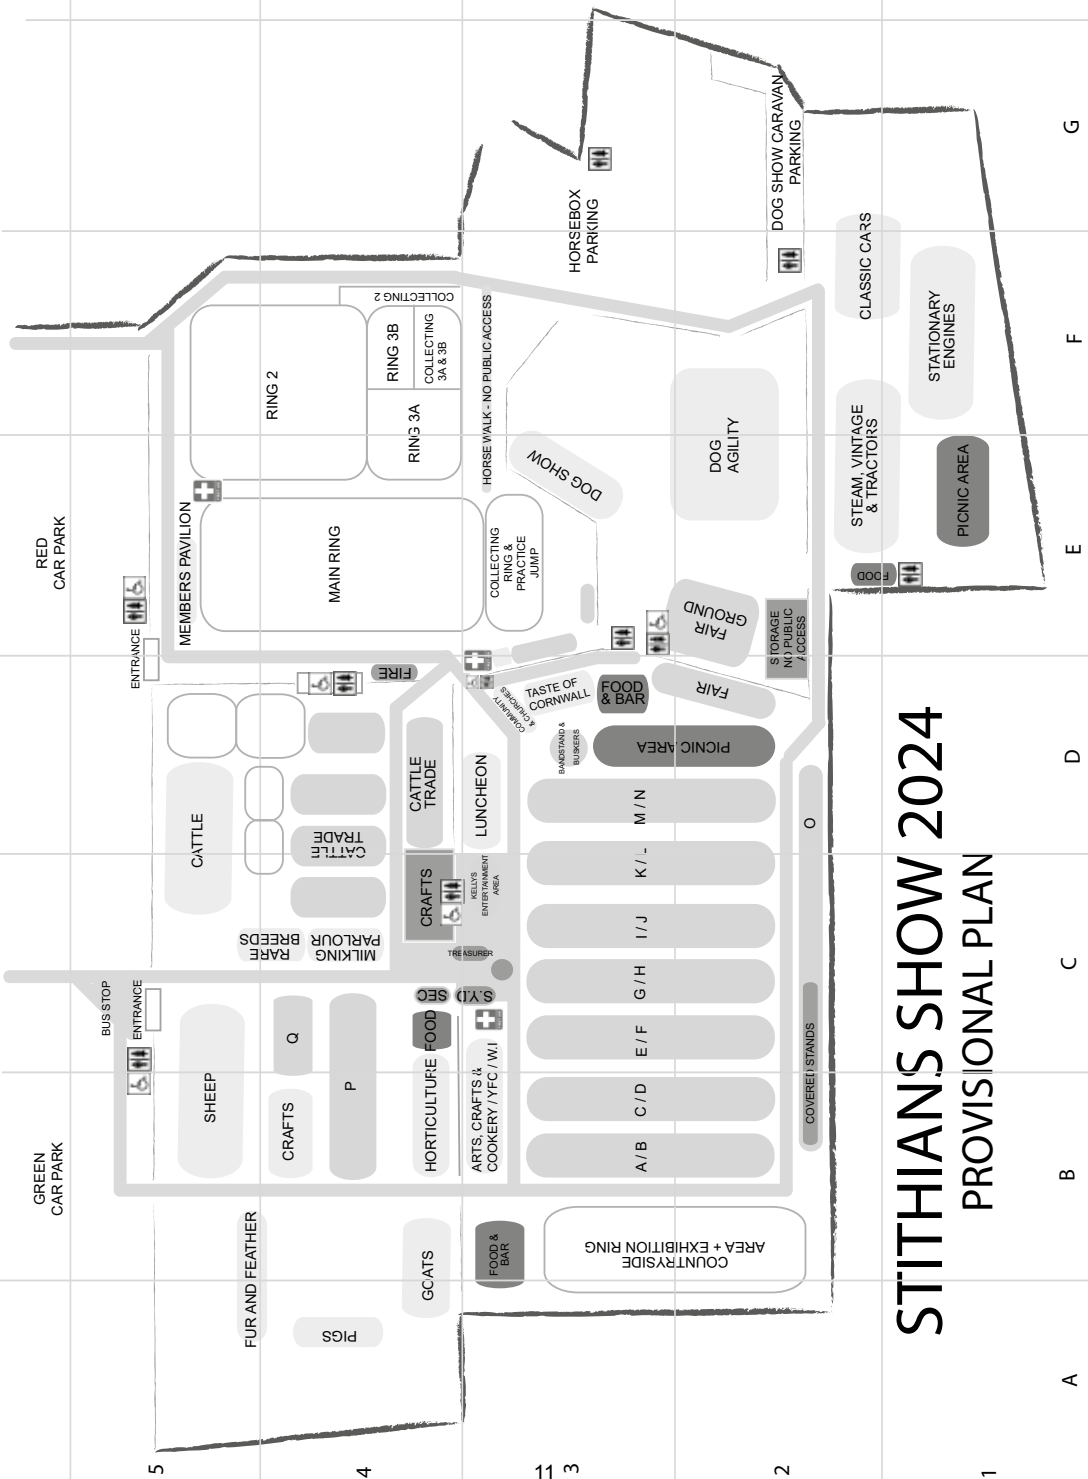 STITHIANS SHOW 2024
PROVISIONAL PLAN
A
B
C
D
E
F
G
5
4
3
2
1
11
GREEN
CAR PARK
RED
CAR PARK
BUS STOP
ENTRANCE
ENTRANCE
MEMBERS PAVILION
FUR AND FEATHER
PIGS
GOATS
SHEEP
CRAFTS
Q
P
HORTICULTURE
FOOD
SEC
S.Y.D
TREASURER
ARTS, CRAFTS &
COOKERY / YFC / W.I
FOOD &
BAR
COUNTRYSIDE
AREA + EXHIBITION RING
A / B
C / D
E / F
G / H
I / J
K / L
M / N
O
COVERED STANDS
RARE
BREEDS
MILKING
PARLOUR
CATTLE
CATTLE
TRADE
CATTLE
TRADE
CRAFTS
KELLYS
ENTERTAINMENT
AREA
LUNCHEON
FIRE
COMMUNITY
& CHURCHES
TASTE OF
CORNWALL
BANDSTAND &
BUSKERS
FOOD
& BAR
PICNIC AREA
FAIR
FAIR
GROUND
STORAGE
NO PUBLIC
ACCESS
MAIN RING
COLLECTING
RING &
PRACTICE
JUMP
RING 2
RING 3A
RING 3B
COLLECTING
3A & 3B
COLLECTING 2
HORSE WALK - NO PUBLIC ACCESS
DOG SHOW
DOG
AGILITY
HORSEBOX
PARKING
DOG SHOW CARAVAN
PARKING
CLASSIC CARS
STATIONARY
ENGINES
STEAM, VINTAGE
& TRACTORS
PICNIC AREA
FOOD